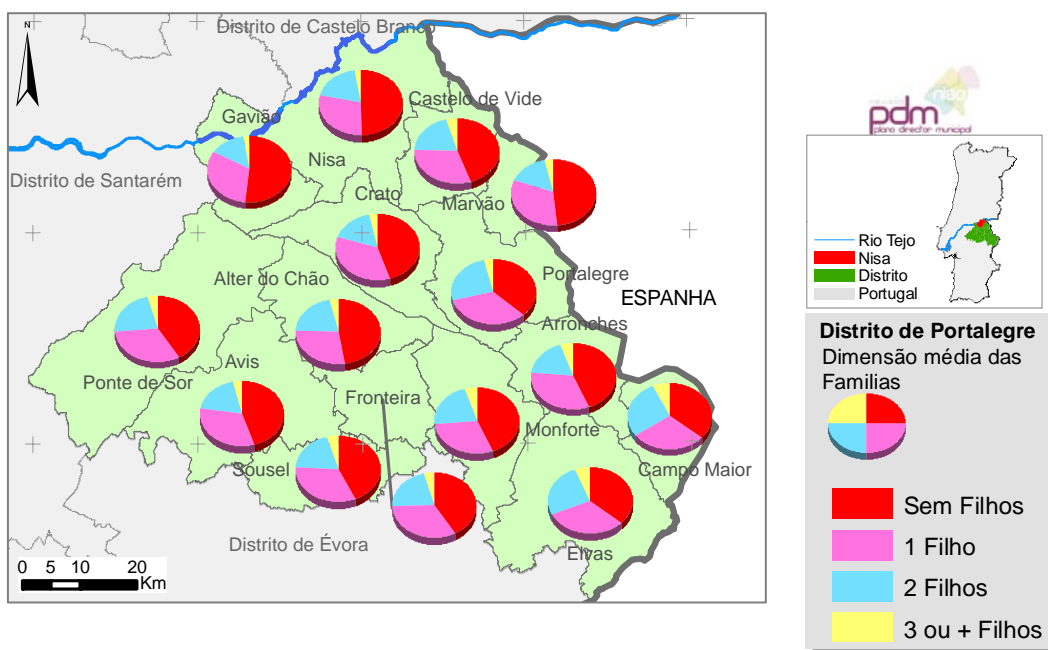 N
Distrito de Castelo Branco
Castelo de Vide
Gavião
Nisa
Distrito de Santarém
Crato
Marvão
Alter do Chão
Portalegre
ESPANHA
Arronches
Ponte de Sor
Avis
Fronteira
Monforte
Sousel
Campo Maior
Distrito de Évora
Elvas
0 5 10 20
Km
nisa
pdm
plano director municipal
Rio Tejo
Nisa
Distrito
Portugal
Distrito de Portalegre
Dimensão média das
Familias
Sem Filhos
1 Filho
2 Filhos
3 ou + Filhos